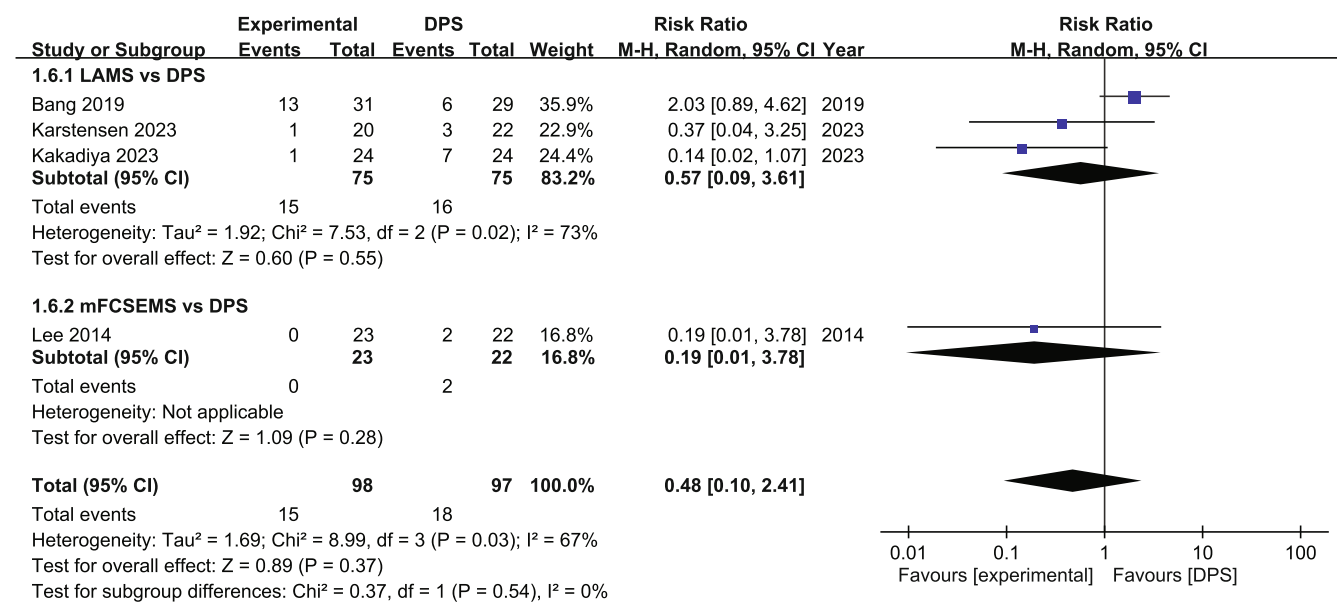 Experimental DPS Risk Ratio Risk Ratio
Study or Subgroup Events Total Events Total Weight M-H, Random, 95% CI Year M-H, Random, 95% CI
1.6.1 LAMS vs DPS
Bang 2019 13 31 6 29 35.9% 2.03 [0.89, 4.62] 2019
Karstensen 2023 1 20 3 22 22.9% 0.37 [0.04, 3.25] 2023
Kakadiya 2023 1 24 7 24 24.4% 0.14 [0.02, 1.07] 2023
Subtotal (95% CI) 75 75 83.2% 0.57 [0.09, 3.61]
Total events 15 16
Heterogeneity: Tau² = 1.92; Chi² = 7.53, df = 2 (P = 0.02); I² = 73%
Test for overall effect: Z = 0.60 (P = 0.55)
1.6.2 mFCSEMS vs DPS
Lee 2014 0 23 2 22 16.8% 0.19 [0.01, 3.78] 2014
Subtotal (95% CI) 23 22 16.8% 0.19 [0.01, 3.78]
Total events 0 2
Heterogeneity: Not applicable
Test for overall effect: Z = 1.09 (P = 0.28)
Total (95% CI) 98 97 100.0% 0.48 [0.10, 2.41]
Total events 15 18
Heterogeneity: Tau² = 1.69; Chi² = 8.99, df = 3 (P = 0.03); I² = 67%
Test for overall effect: Z = 0.89 (P = 0.37)
Test for subgroup differences: Chi² = 0.37, df = 1 (P = 0.54), I² = 0%
0.01 0.1 1 10 100
Favours [experimental] Favours [DPS]